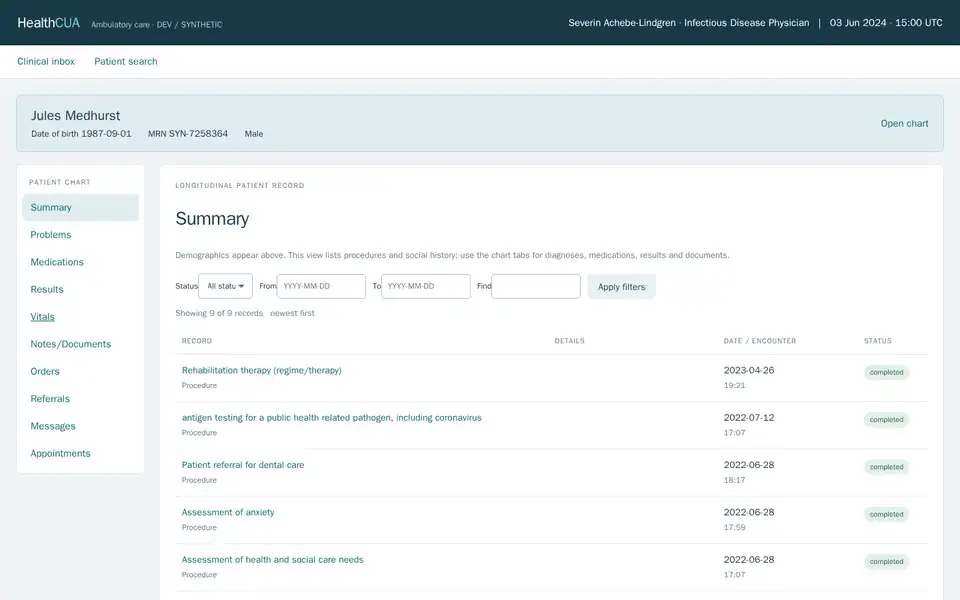 HealthCUA Ambulatory care · DEV / SYNTHETIC Severin Achebe-Lindgren · Infectious Disease Physician | 03 Jun 2024 · 15:00 UTC
Clinical inbox Patient search
Jules Medhurst
Date of birth 1987-09-01 MRN SYN-7258364 Male
Open chart
PATIENT CHART
Summary
Problems
Medications
Results
Vitals
Notes/Documents
Orders
Referrals
Messages
Appointments
LONGITUDINAL PATIENT RECORD
Summary
Demographics appear above. This view lists procedures and social history; use the chart tabs for diagnoses, medications, results and documents.
Status All statu From YYYY-MM-DD To YYYY-MM-DD Find Apply filters
Showing 9 of 9 records · newest first
RECORD DETAILS DATE / ENCOUNTER STATUS
Rehabilitation therapy (regime/therapy) 2023-04-26 completed
Procedure 19:21
antigen testing for a public health related pathogen, including coronavirus 2022-07-12 completed
Procedure 17:07
Patient referral for dental care 2022-06-28 completed
Procedure 18:17
Assessment of anxiety 2022-06-28 completed
Procedure 17:59
Assessment of health and social care needs 2022-06-28 completed
Procedure 17:07